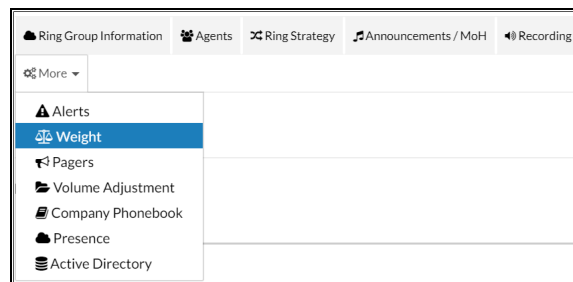 Ring Group Information Agents Ring Strategy Announcements / MoH Recording
More
Alerts
Weight
Pagers
Volume Adjustment
Company Phonebook
Presence
Active Directory